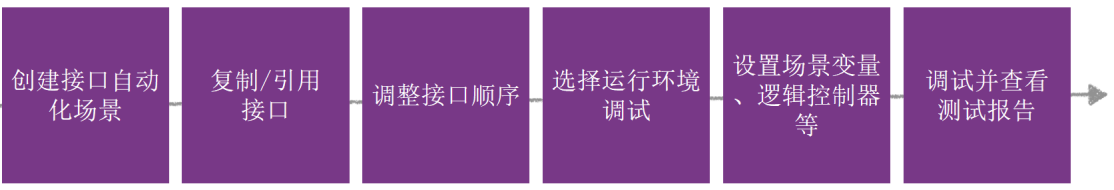 创建接口自动
化场景
复制/引用
接口
调整接口顺序
选择运行环境
调试
设置场景变量
、逻辑控制器
等
调试并查看
测试报告